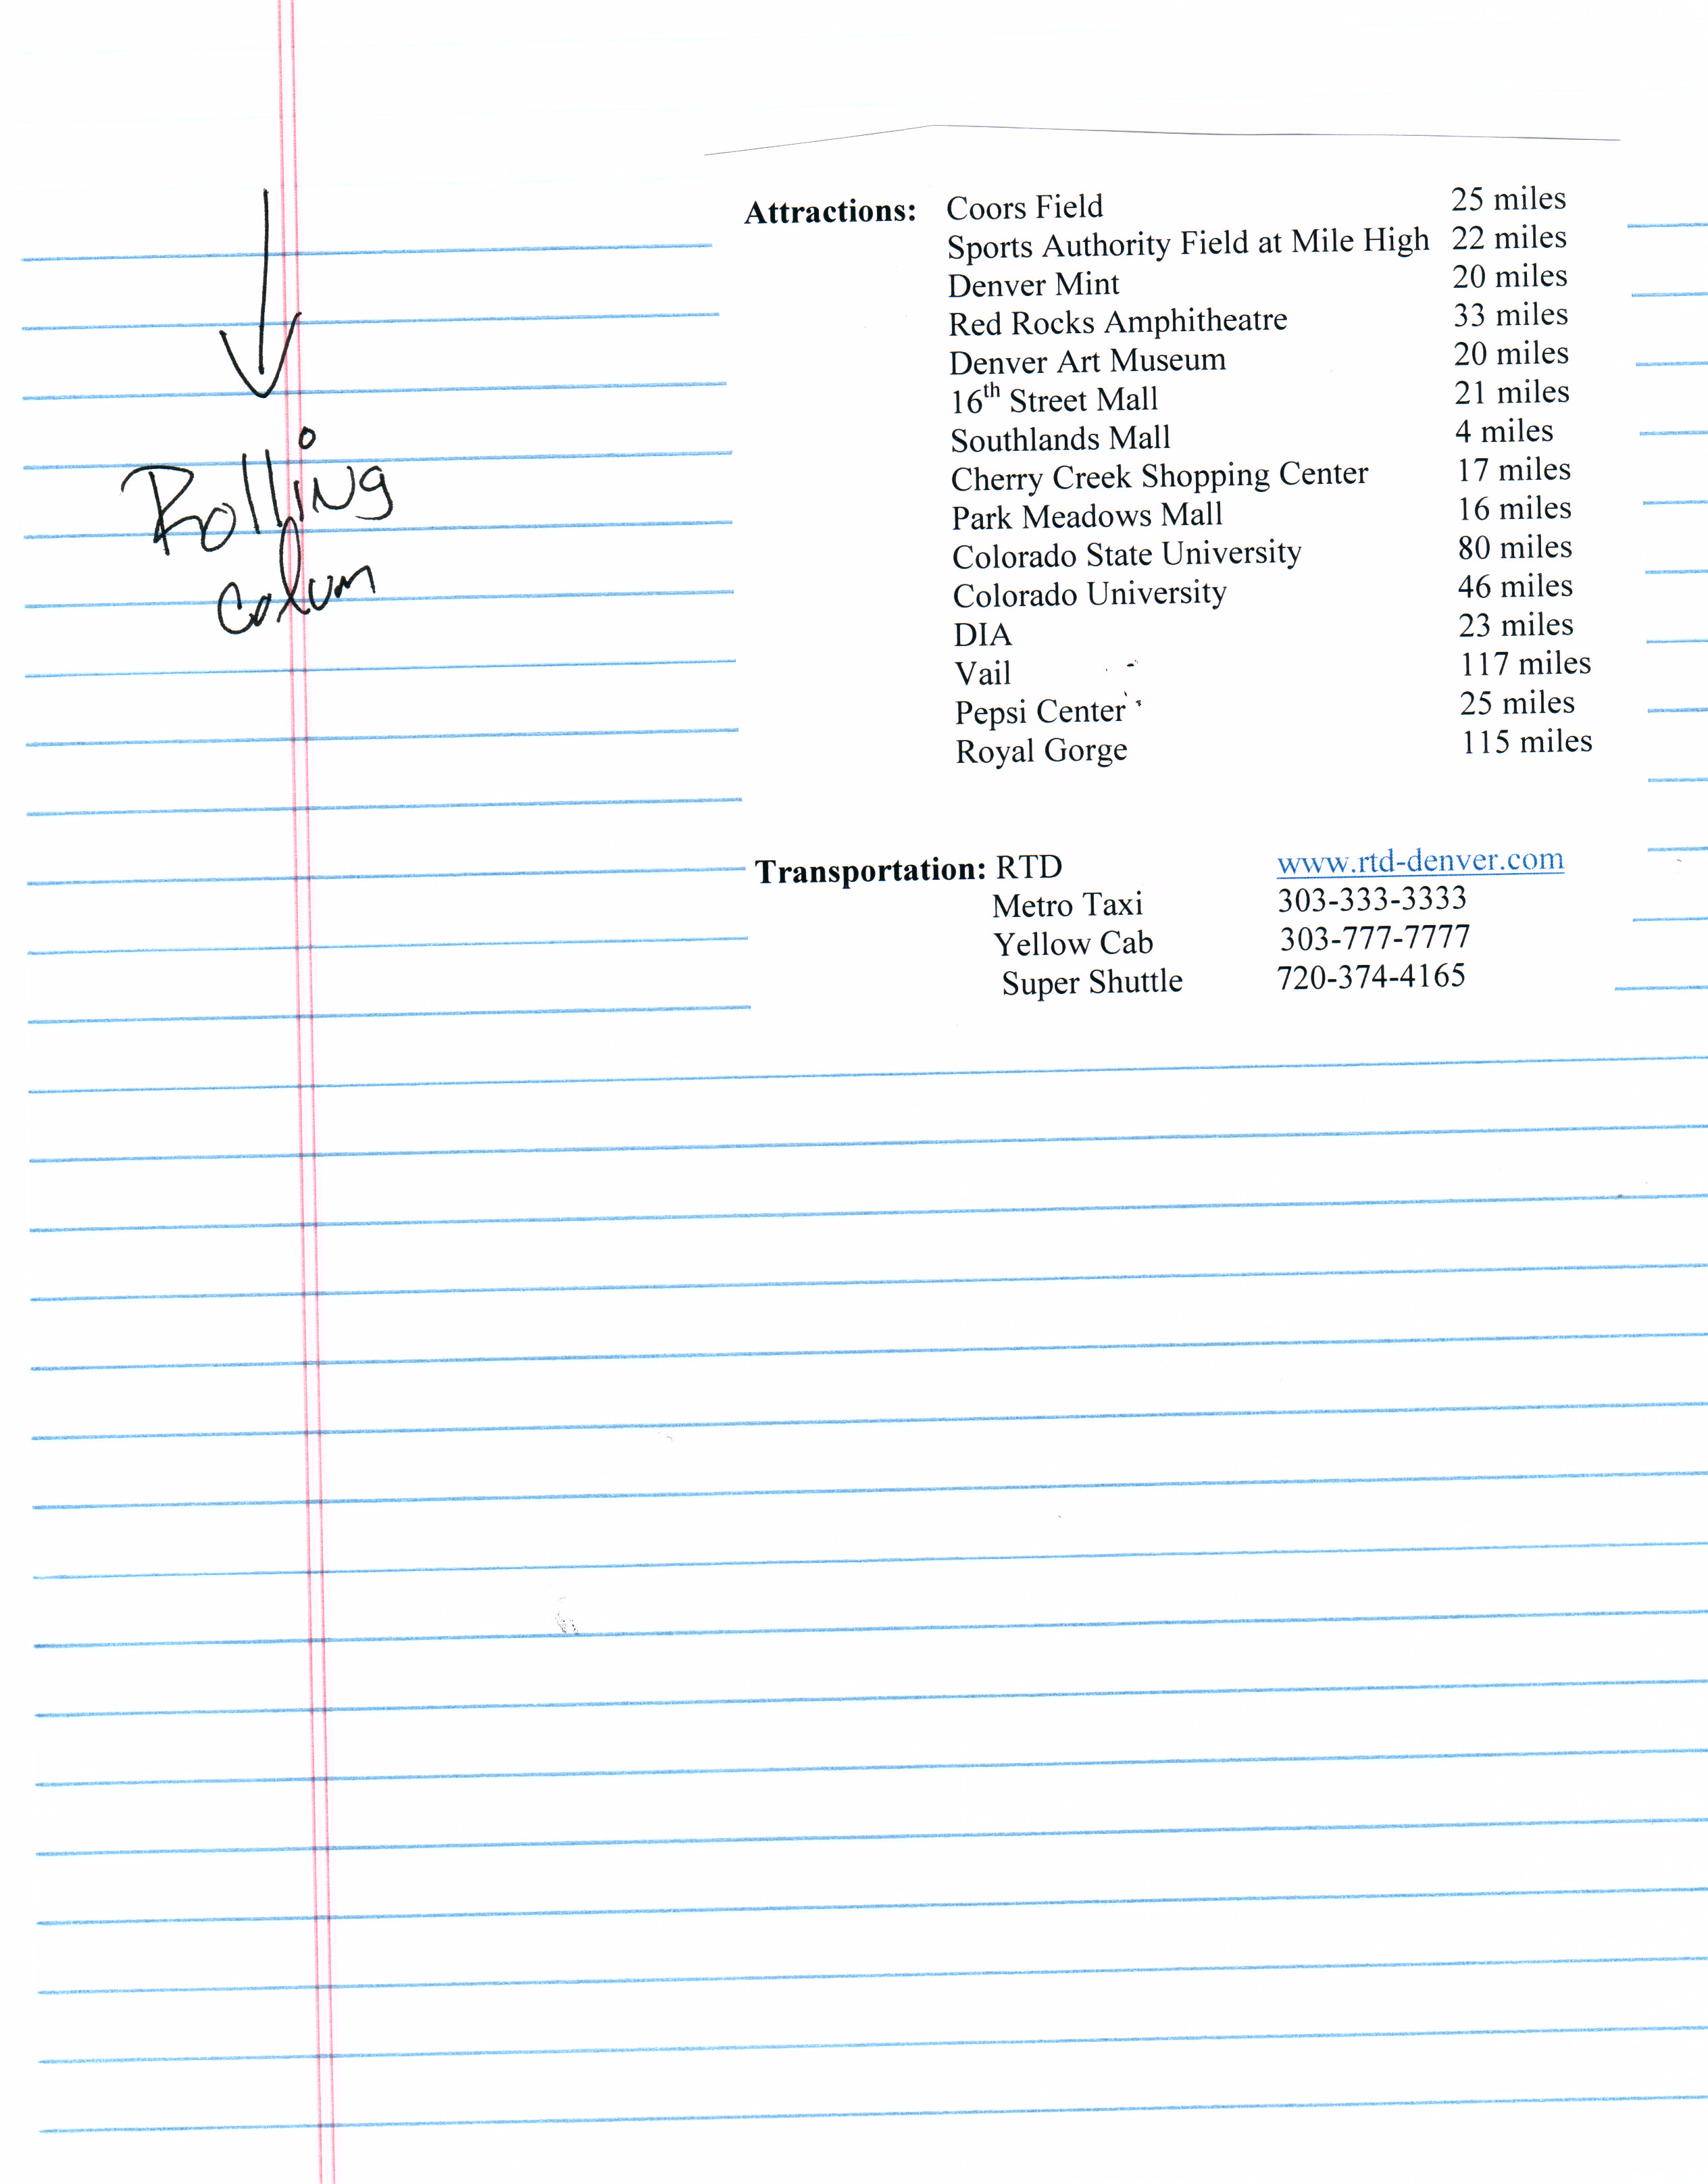 Attractions: Coors Field 25 miles
Sports Authority Field at Mile High 22 miles
Denver Mint 20 miles
Red Rocks Amphitheatre 33 miles
Denver Art Museum 20 miles
16th Street Mall 21 miles
Southlands Mall 4 miles
Cherry Creek Shopping Center 17 miles
Park Meadows Mall 16 miles
Colorado State University 80 miles
Colorado University 46 miles
DIA 23 miles
Vail 117 miles
Pepsi Center 25 miles
Royal Gorge 115 miles
Transportation: RTD www.rtd-denver.com
Metro Taxi 303-333-3333
Yellow Cab 303-777-7777
Super Shuttle 720-374-4165
Rolling
Colum